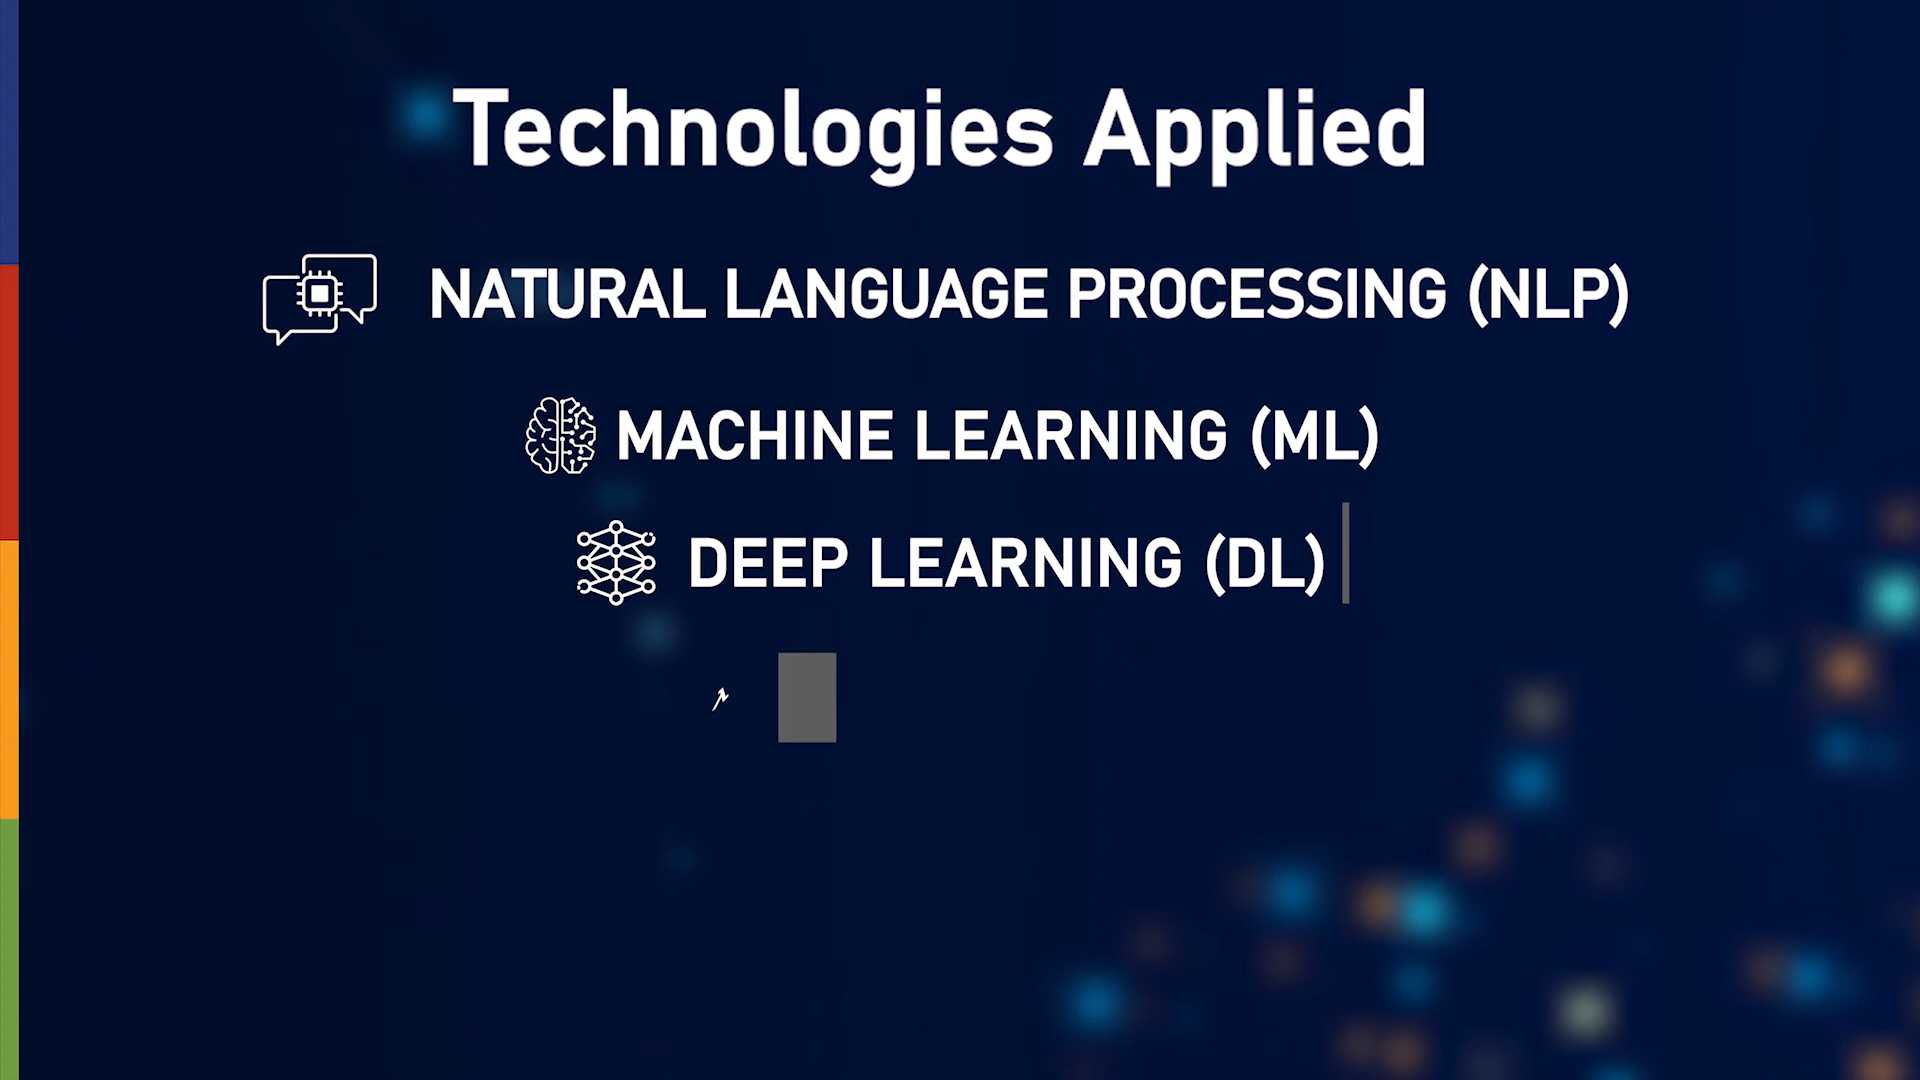 Technologies Applied
NATURAL LANGUAGE PROCESSING (NLP)
MACHINE LEARNING (ML)
DEEP LEARNING (DL)